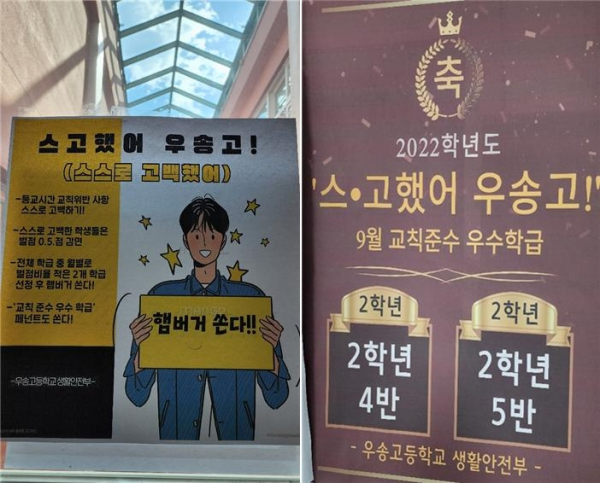 스고했어 우송고!
(스스로 고백했어)
-등교시간 교직위반 사항
스스로 고백하기!
-스스로 고백한 학생들은
벌점 0.5.점 감면
-전체 학급 중 월별로
벌점비율 적은 2개 학급
선정 후 햄버거 쏜다!
-'교칙 준수 우수 학급'
페넌트도 쏜다!
햄버거 쏜다!!
-우송고등학교 생활안전부-
축
2022학년도
'스•고했어 우송고!'
9월 교칙준수 우수학급
2학년
2학년
4반
2학년
2학년
5반
- 우송고등학교 생활안전부 -